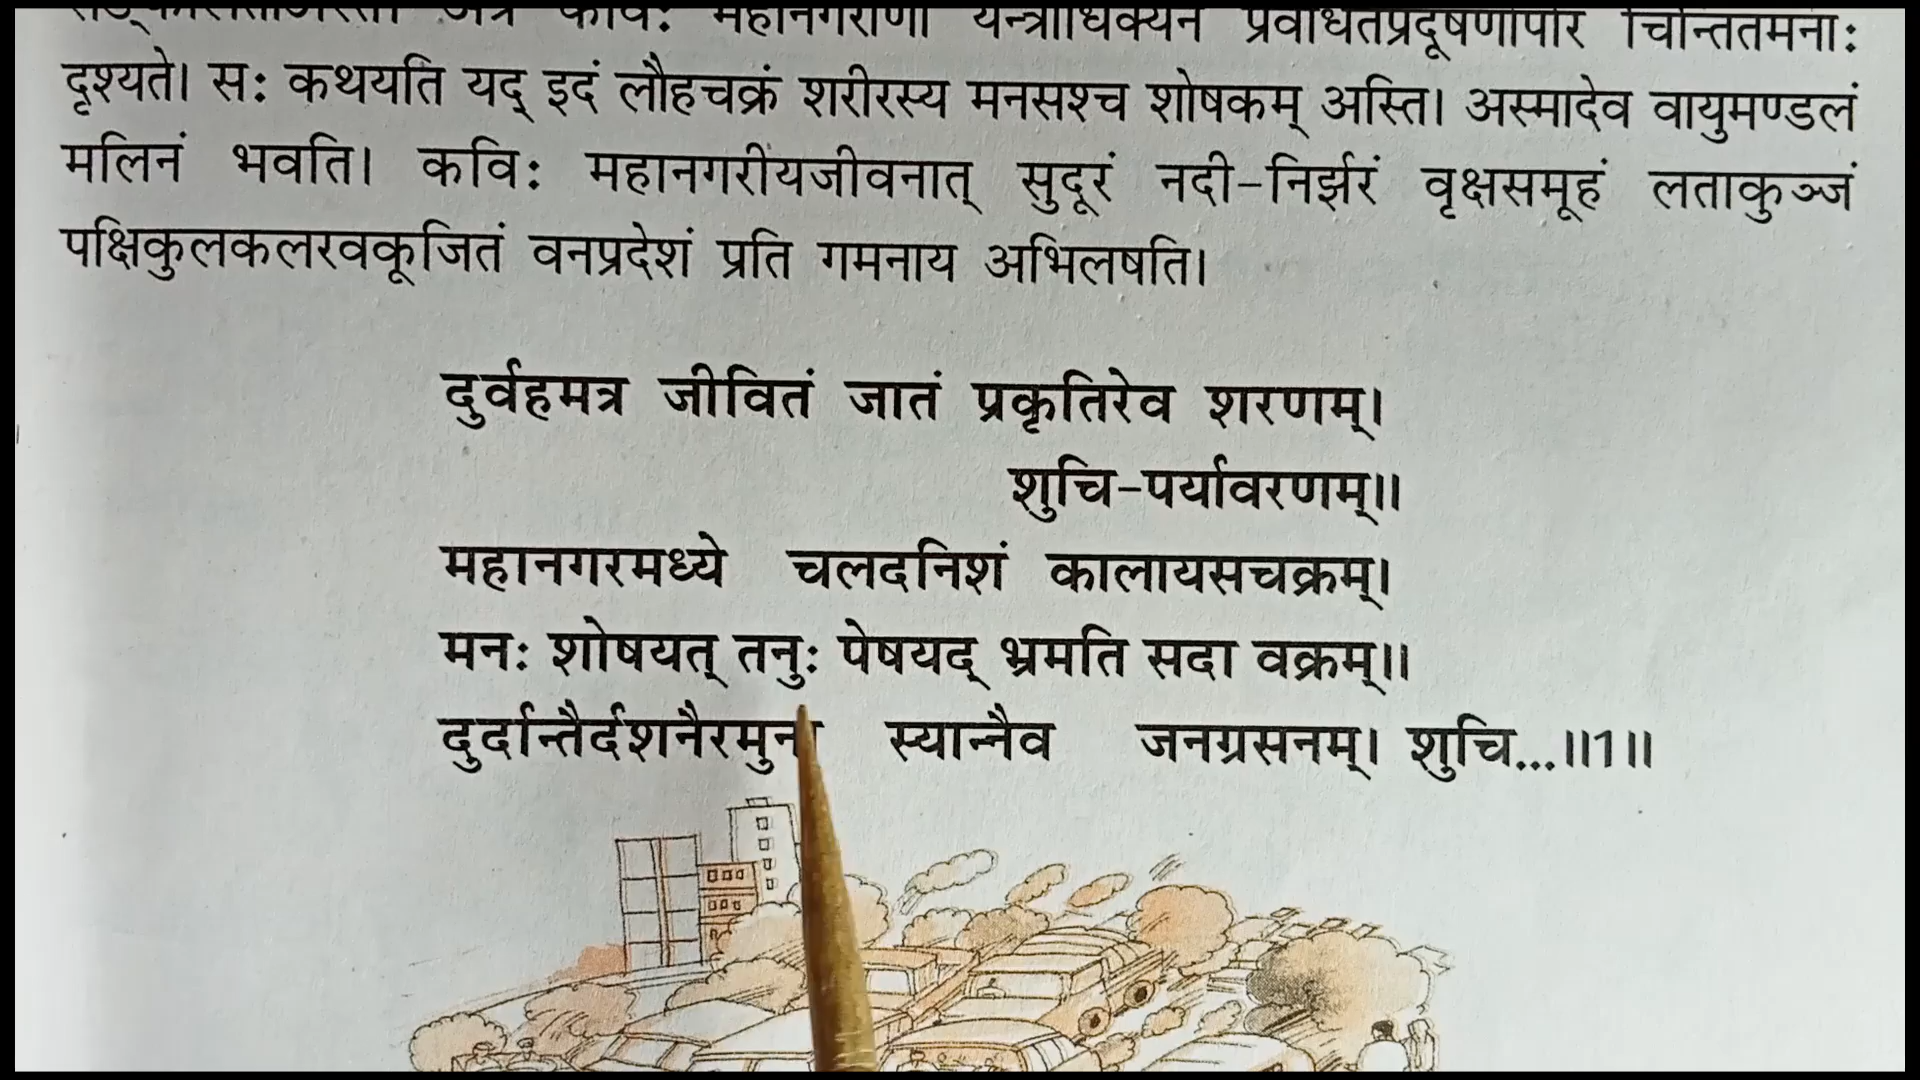 कविः महानगराणां यन्त्राधिक्येन प्रवर्धितप्रदूषणोपरि चिन्तितमनाः
दृश्यते। सः कथयति यद् इदं लौहचक्रं शरीरस्य मनसश्च शोषकम् अस्ति। अस्मादेव वायुमण्डलं
मलिनं भवति। कविः महानगरीयजीवनात् सुदूरं नदी-निर्झरं वृक्षसमूहं लताकुञ्जं
पक्षिकुलकलरवकूजितं वनप्रदेशं प्रति गमनाय अभिलषति।
दुर्वहमत्र जीवितं जातं प्रकृतिरेव शरणम्।
शुचि-पर्यावरणम्॥
महानगरमध्ये चलदनिशं कालायसचक्रम्।
मनः शोषयत् तनुः पेषयद् भ्रमति सदा वक्रम्॥
दुर्दान्तैर्दशनैरमुना स्यान्नैव जनग्रसनम्। शुचि...॥1॥